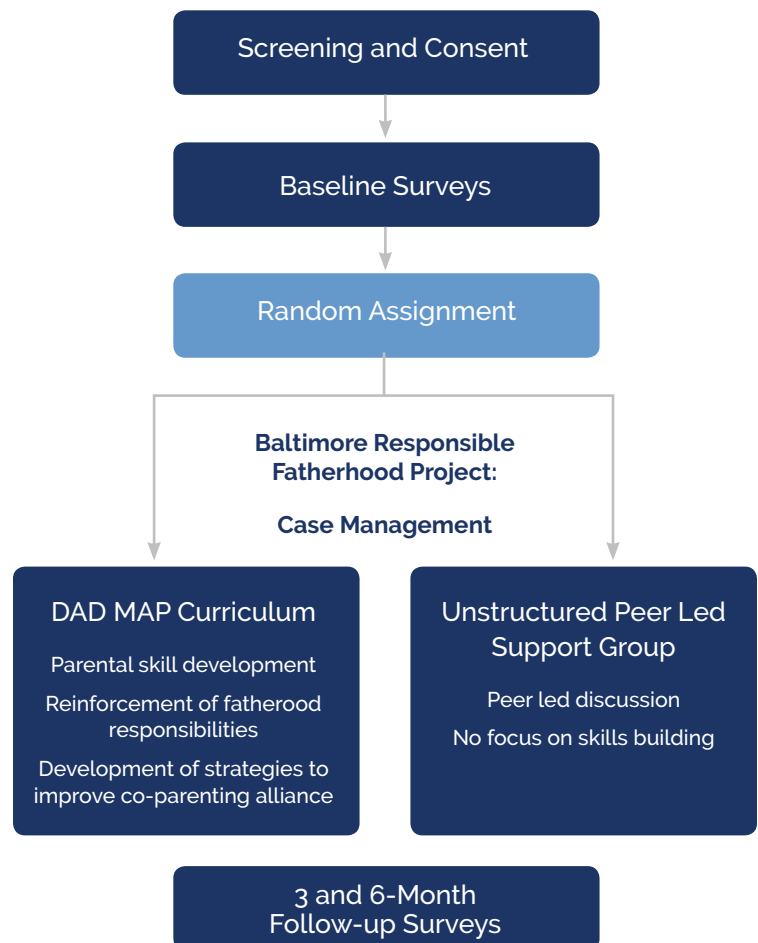 Screening and Consent
Baseline Surveys
Random Assignment
Baltimore Responsible
Fatherhood Project:
Case Management
DAD MAP Curriculum
Parental skill development
Reinforcement of fatherood
responsibilities
Development of strategies to
improve co-parenting alliance
Unstructured Peer Led
Support Group
Peer led discussion
No focus on skills building
3 and 6-Month
Follow-up Surveys